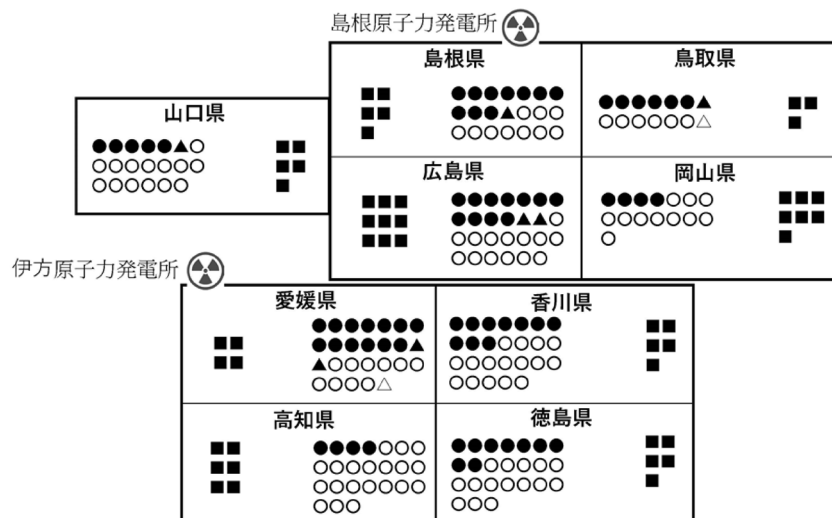 島根原子力発電所
島根県
鳥取県
山口県
広島県
岡山県
伊方原子力発電所
愛媛県
香川県
高知県
徳島県